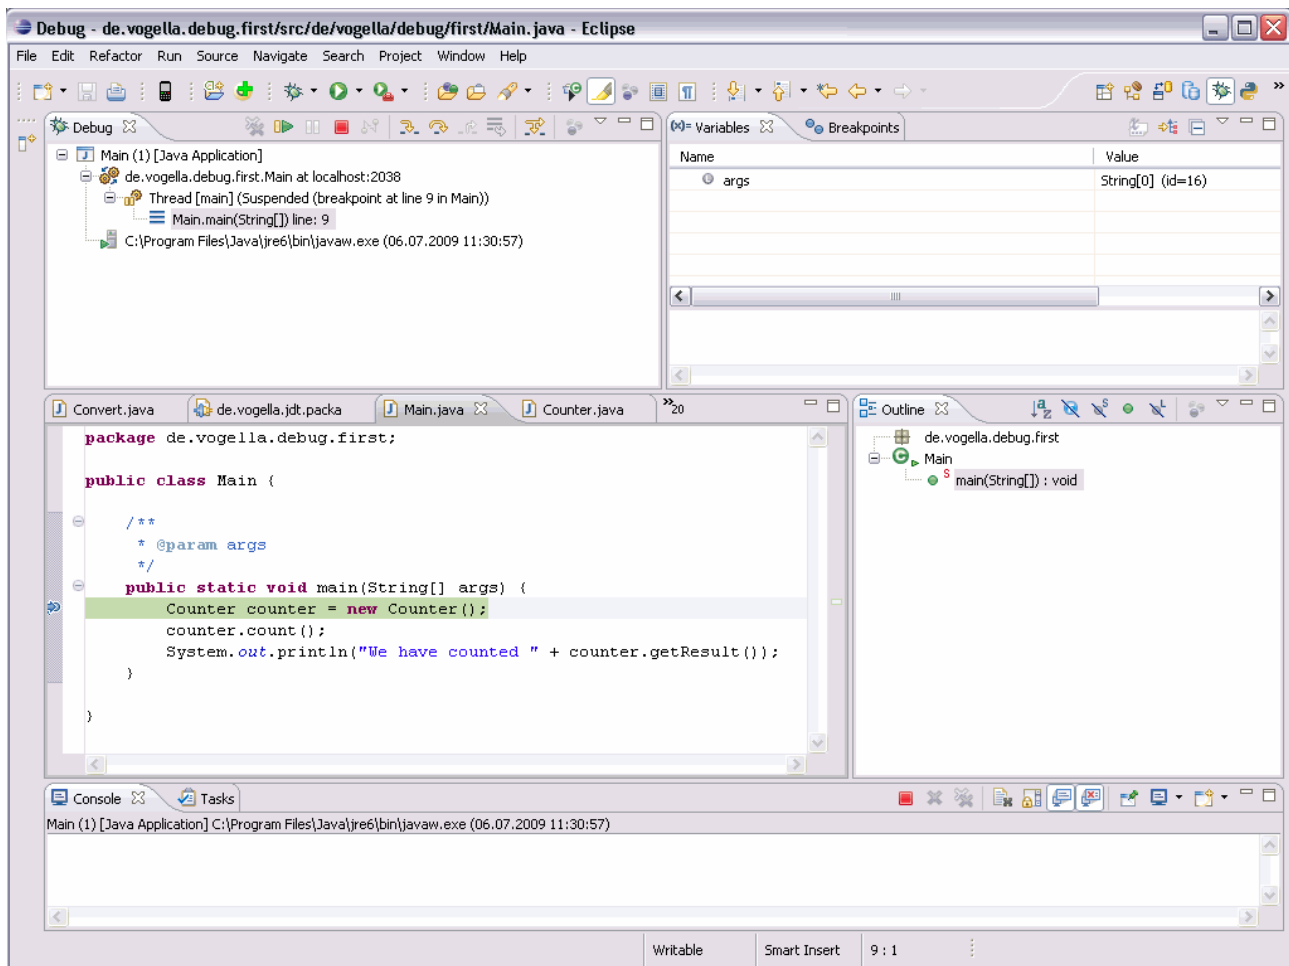 Debug - de.vogella.debug.first/src/de/vogella/debug/first/Main.java - Eclipse
File Edit Refactor Run Source Navigate Search Project Window Help
Debug
Main (1) [Java Application]
de.vogella.debug.first.Main at localhost:2038
Thread [main] (Suspended (breakpoint at line 9 in Main))
Main.main(String[]) line: 9
C:\Program Files\Java\jre6\bin\javaw.exe (06.07.2009 11:30:57)
(x)= Variables Breakpoints
Name Value
args String[0] (id=16)
Convert.java de.vogella.jdt.packa Main.java Counter.java »20
package de.vogella.debug.first;
public class Main {
/**
* @param args
*/
public static void main(String[] args) {
Counter counter = new Counter();
counter.count();
System.out.println("We have counted " + counter.getResult());
}
}
Outline
de.vogella.debug.first
Main
main(String[]) : void
Console Tasks
Main (1) [Java Application] C:\Program Files\Java\jre6\bin\javaw.exe (06.07.2009 11:30:57)
Writable Smart Insert 9 : 1